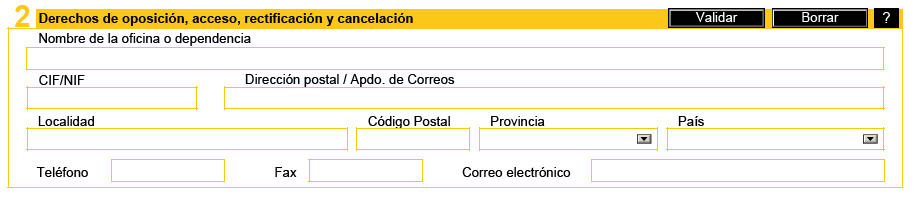 2 Derechos de oposición, acceso, rectificación y cancelación Validar Borrar ?
Nombre de la oficina o dependencia
CIF/NIF Dirección postal / Apdo. de Correos
Localidad Código Postal Provincia País
Teléfono Fax Correo electrónico